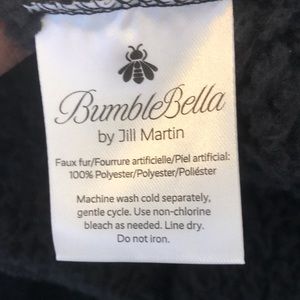 BumbleBella
by Jill Martin
Faux fur/Fourrure artificielle/Piel artificial:
100% Polyester/Polyester/Poliéster
Machine wash cold separately,
gentle cycle. Use non-chlorine
bleach as needed. Line dry.
Do not iron.